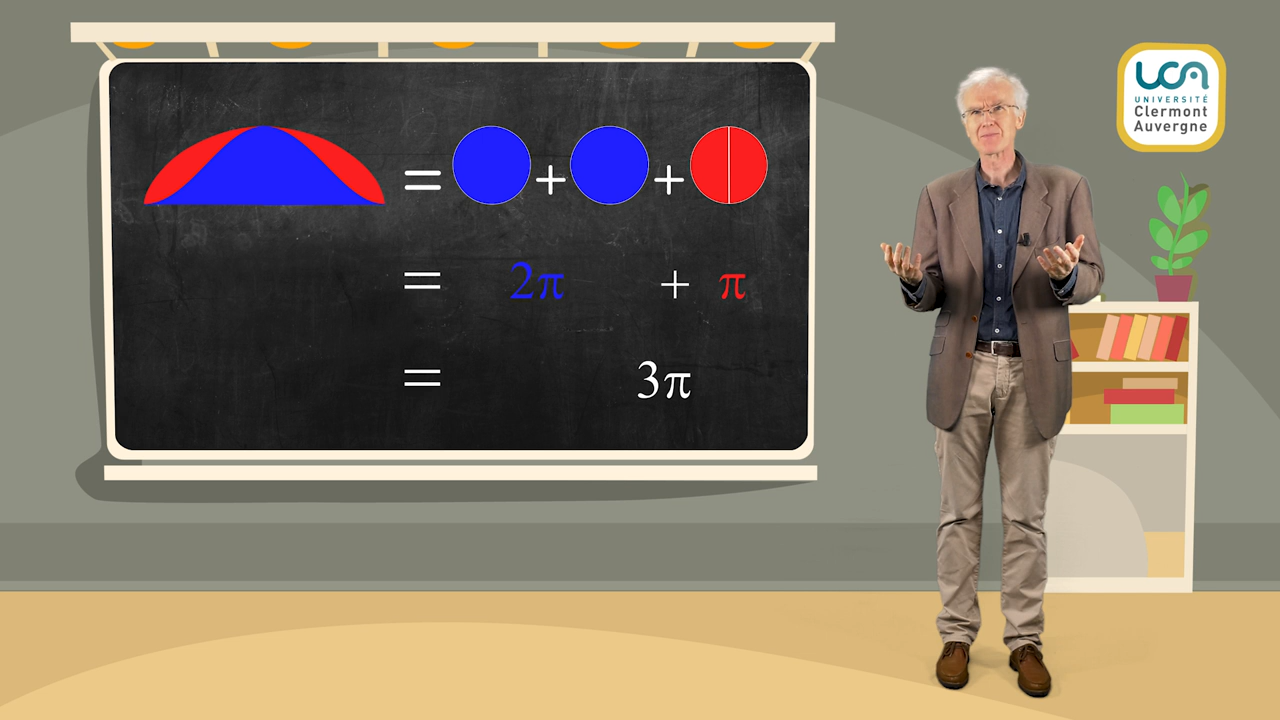 = + +
= 2π + π
= 3π
UCA
UNIVERSITÉ
Clermont
Auvergne